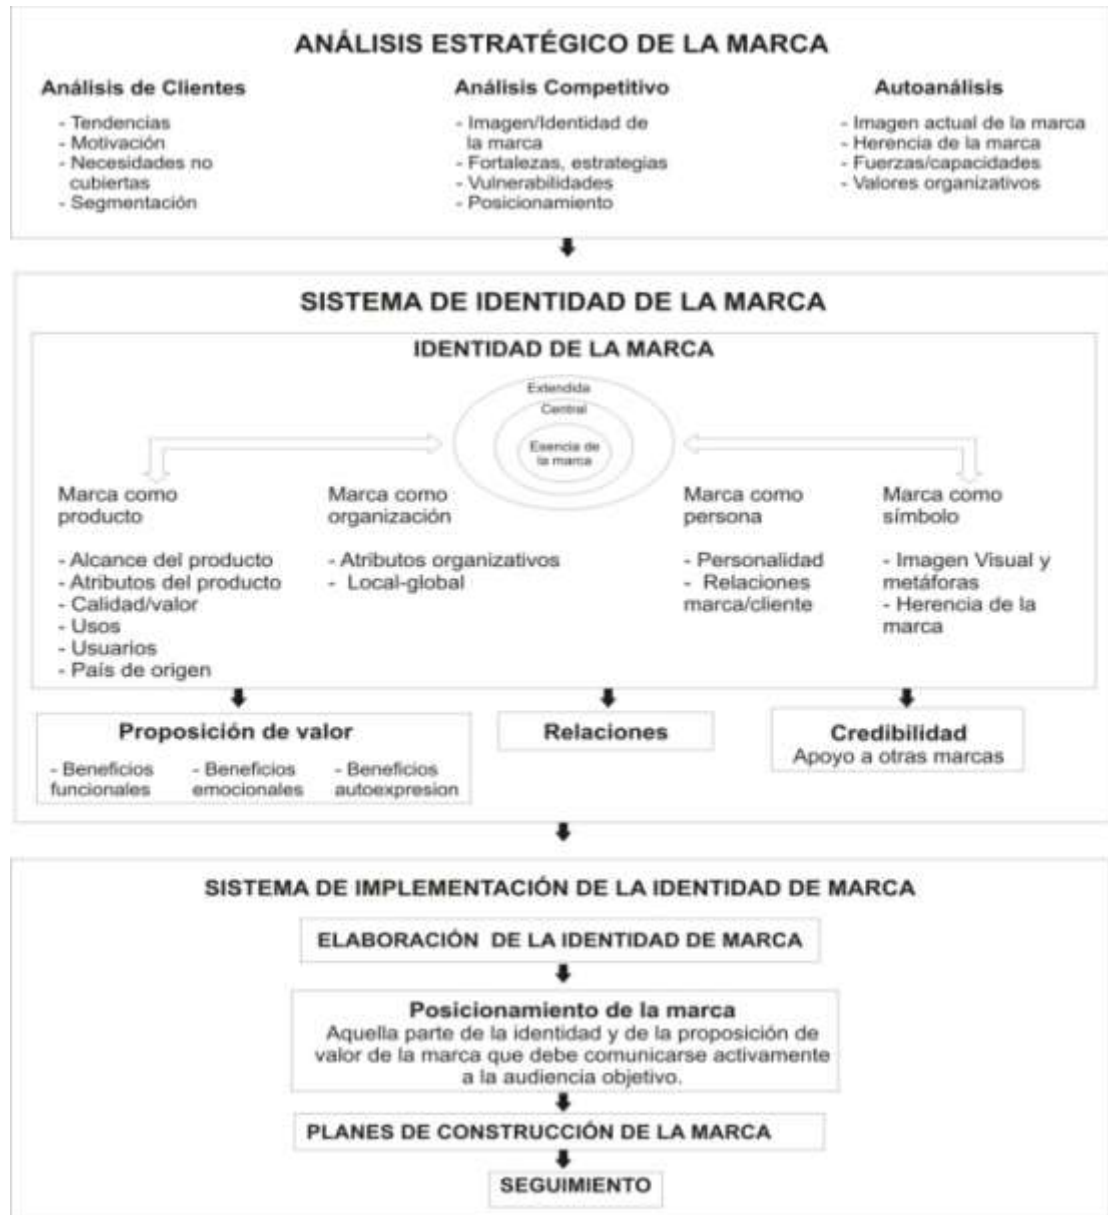 ANÁLISIS ESTRATÉGICO DE LA MARCA
Análisis de Clientes
- Tendencias
- Motivación
- Necesidades no
cubiertas
- Segmentación
Análisis Competitivo
- Imagen/Identidad de
la marca
- Fortalezas, estrategias
- Vulnerabilidades
- Posicionamiento
Autoanálisis
- Imagen actual de la marca
- Herencia de la marca
- Fuerzas/capacidades
- Valores organizativos
SISTEMA DE IDENTIDAD DE LA MARCA
IDENTIDAD DE LA MARCA
Extendida
Central
Esencia de
la marca
Marca como
producto
- Alcance del producto
- Atributos del producto
- Calidad/valor
- Usos
- Usuarios
- País de origen
Marca como
organización
- Atributos organizativos
- Local-global
Marca como
persona
- Personalidad
- Relaciones
marca/cliente
Marca como
símbolo
- Imagen Visual y
metáforas
- Herencia de la
marca
Proposición de valor
- Beneficios
funcionales
- Beneficios
emocionales
- Beneficios
autoexpresion
Relaciones
Credibilidad
Apoyo a otras marcas
SISTEMA DE IMPLEMENTACIÓN DE LA IDENTIDAD DE MARCA
ELABORACIÓN DE LA IDENTIDAD DE MARCA
Posicionamiento de la marca
Aquella parte de la identidad y de la proposición de
valor de la marca que debe comunicarse activamente
a la audiencia objetivo.
PLANES DE CONSTRUCCIÓN DE LA MARCA
SEGUIMIENTO